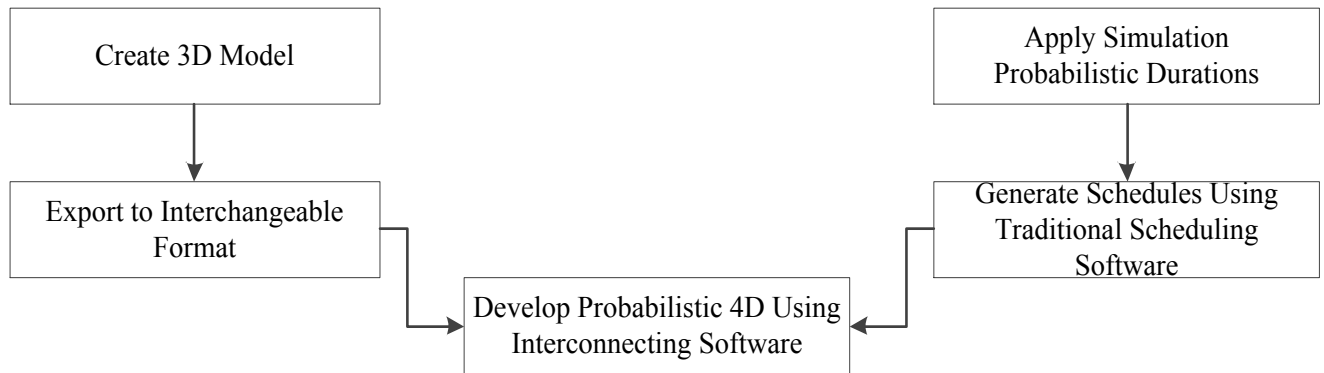 Create 3D Model
Apply Simulation
Probabilistic Durations
Export to Interchangeable
Format
Generate Schedules Using
Traditional Scheduling
Software
Develop Probabilistic 4D Using
Interconnecting Software